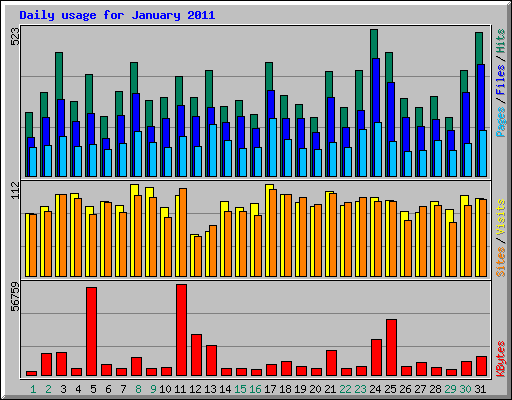 Daily usage for January 2011
523
Pages / Files / Hits
112
Sites / Visits
56759
KBytes
1 2 3 4 5 6 7 8 9 10 11 12 13 14 15 16 17 18 19 20 21 22 23 24 25 26 27 28 29 30 31